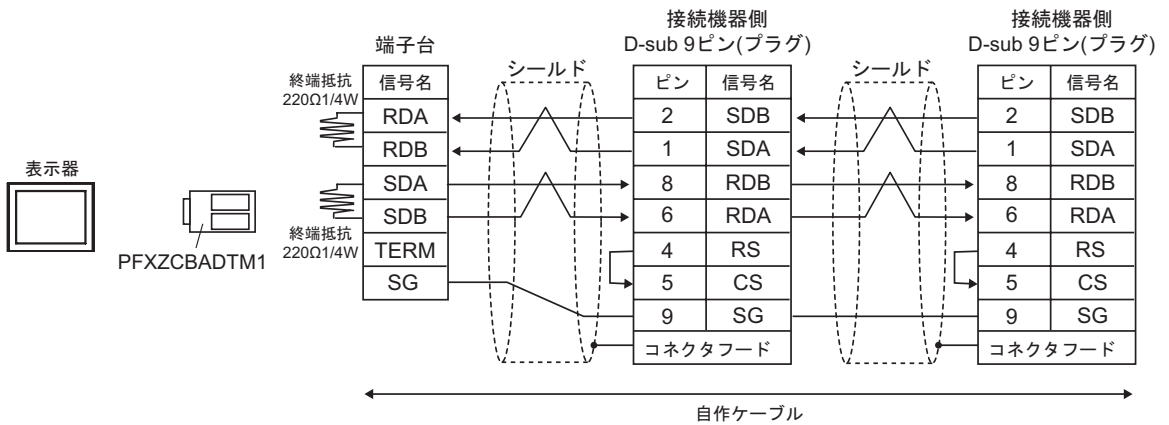 表示器
PFXZCBADTM1
終端抵抗
220Ω1/4W
終端抵抗
220Ω1/4W
端子台
信号名
RDA
RDB
SDA
SDB
TERM
SG
シールド
接続機器側
D-sub 9ピン(プラグ)
ピン 信号名
2 SDB
1 SDA
8 RDB
6 RDA
4 RS
5 CS
9 SG
コネクタフード
シールド
接続機器側
D-sub 9ピン(プラグ)
ピン 信号名
2 SDB
1 SDA
8 RDB
6 RDA
4 RS
5 CS
9 SG
コネクタフード
自作ケーブル